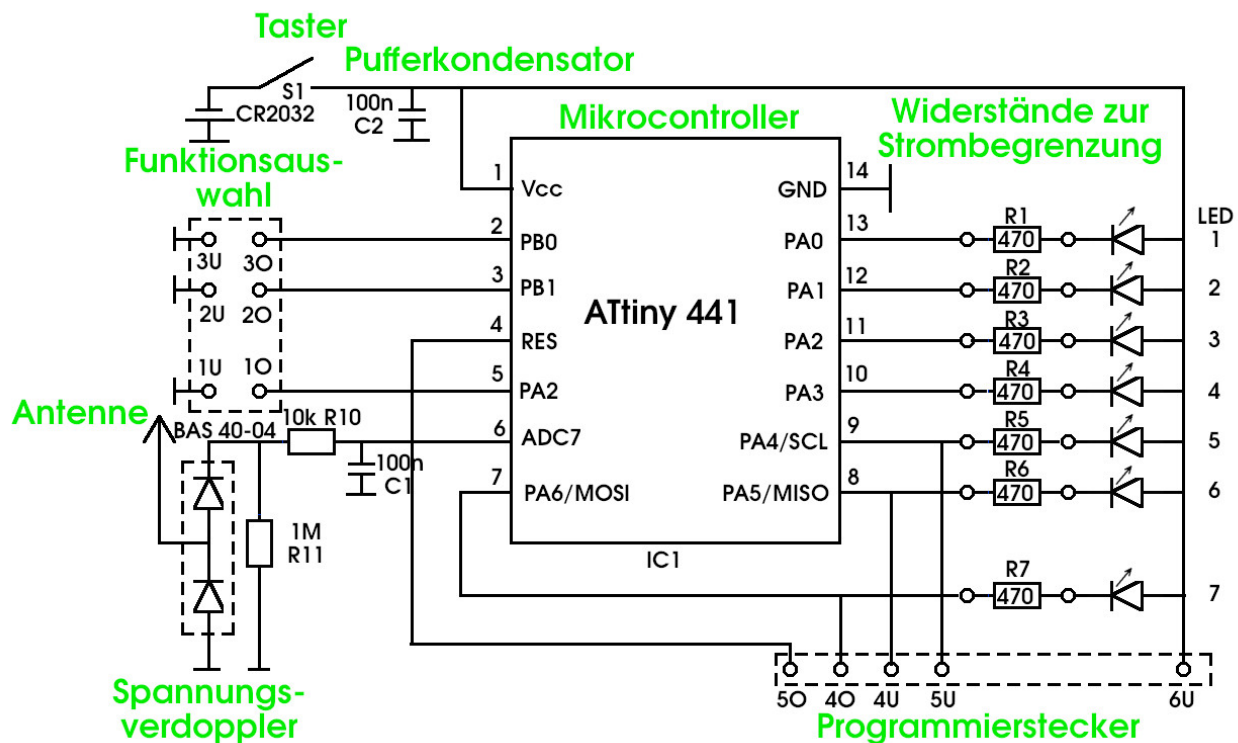 Taster
S1
CR2032
Pufferkondensator
100n
C2
Mikrocontroller
Widerstände zur
Strombegrenzung
Funktionsaus-
wahl
3U 3O
2U 2O
1U 1O
Antenne
BAS 40-04
10k R10
100n
C1
1M
R11
Spannungs-
verdoppler
1 Vcc
2 PB0
3 PB1
4 RES
5 PA2
6 ADC7
7 PA6/MOSI
ATtiny 441
IC1
GND 14
PA0 13
PA1 12
PA2 11
PA3 10
PA4/SCL 9
PA5/MISO 8
LED
R1
470
1
R2
470
2
R3
470
3
R4
470
4
R5
470
5
R6
470
6
R7
470
7
5O 4O 4U 5U 6U
Programmierstecker